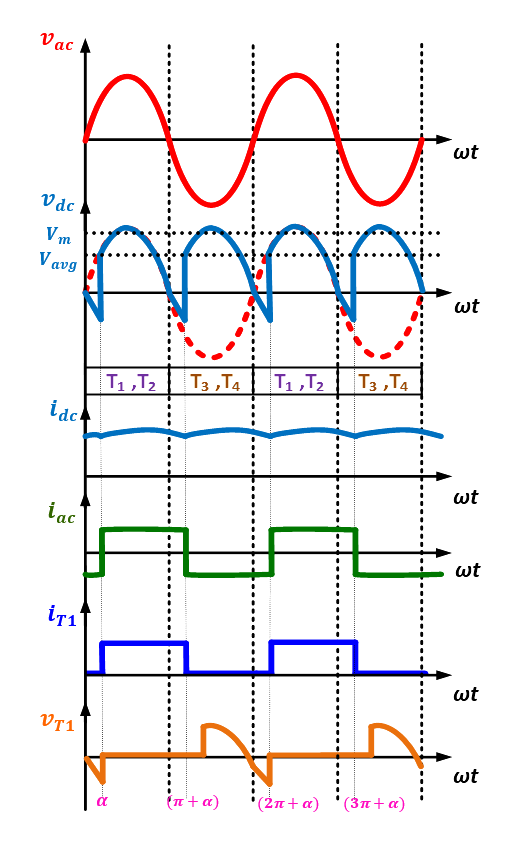 v_ac
ωt
v_dc
V_m
V_avg
ωt
T₁ ,T₂ T₃ ,T₄ T₁ ,T₂ T₃ ,T₄
i_dc
ωt
i_ac
ωt
i_T1
ωt
v_T1
ωt
α (π + α) (2π + α) (3π + α)